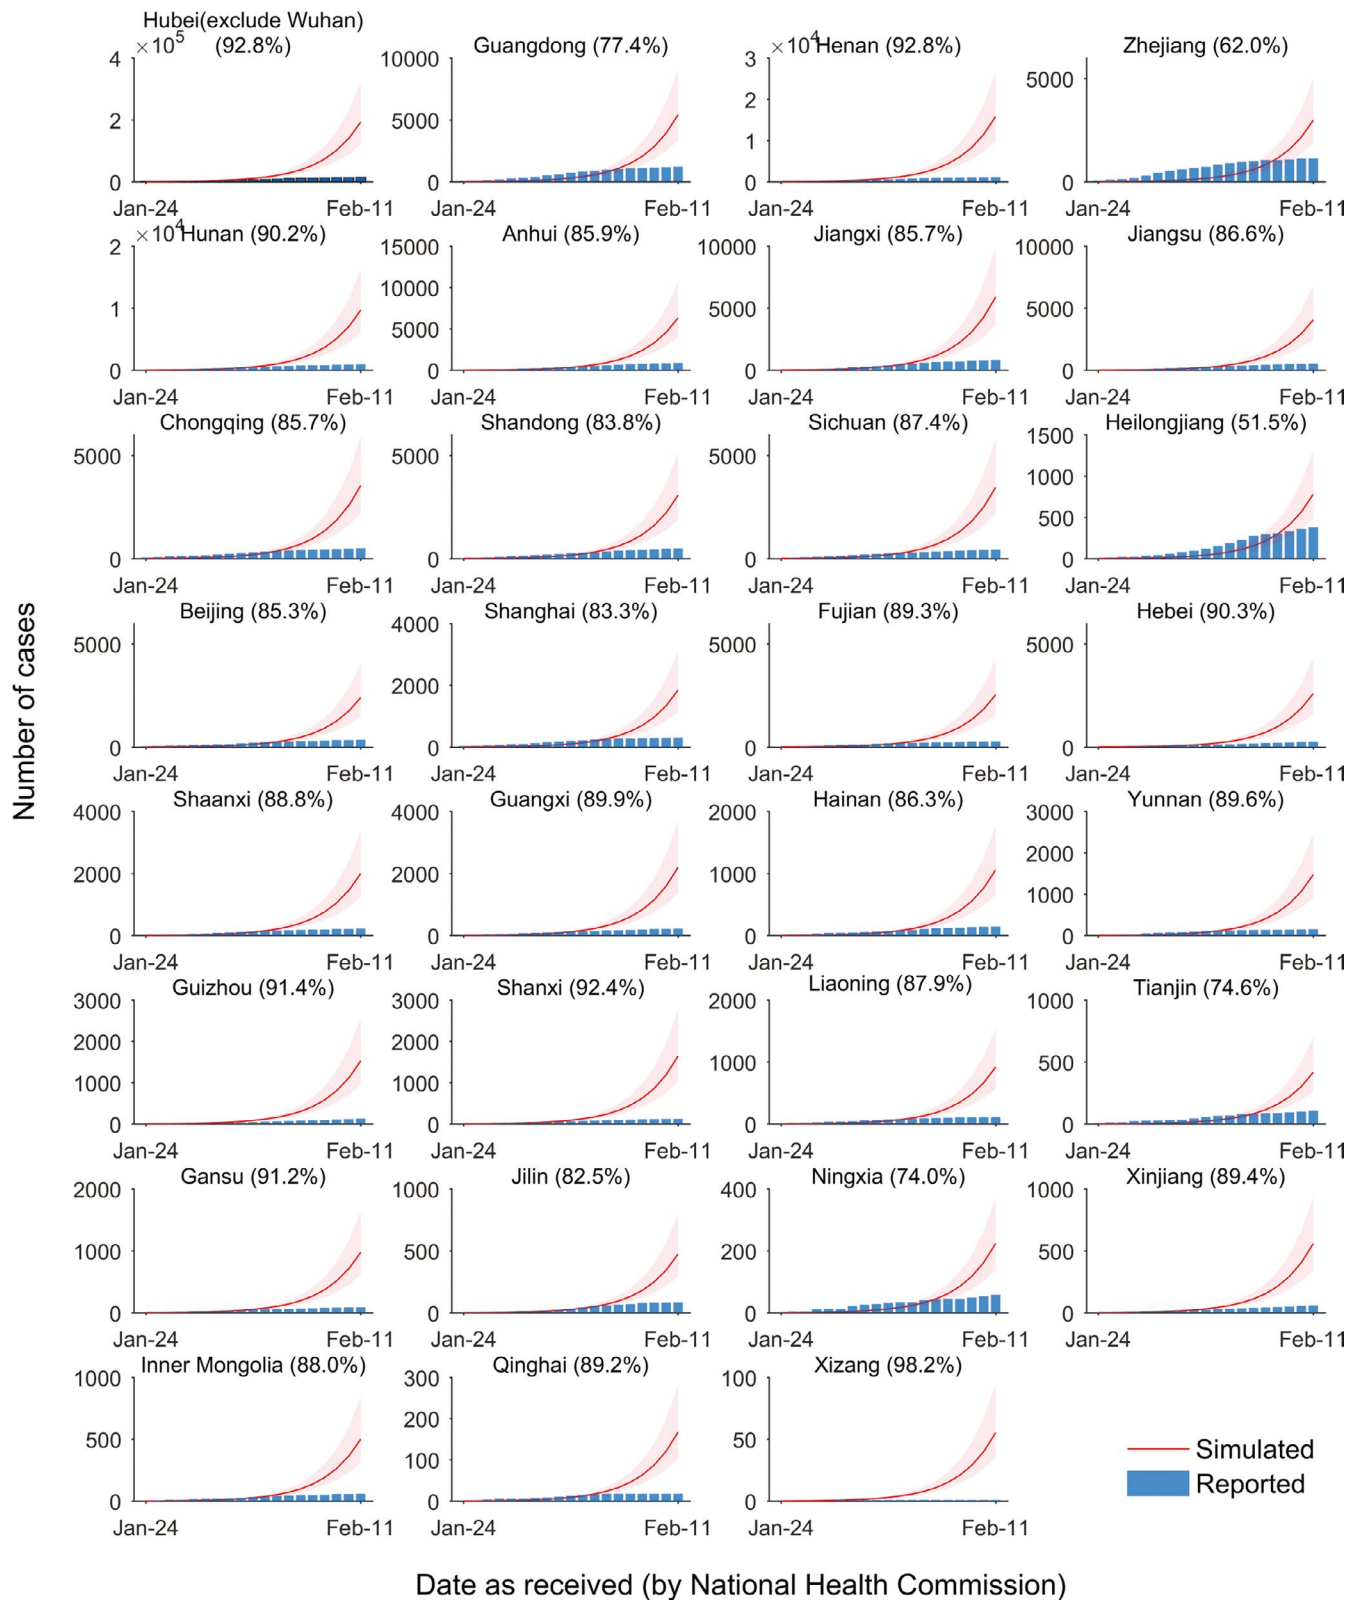 Hubei(exclude Wuhan)
(92.8%)
Guangdong (77.4%)
Henan (92.8%)
Zhejiang (62.0%)
×10⁵
4
2
0
Jan-24
Feb-11
10000
5000
0
Jan-24
Feb-11
×10⁴
3
2
1
0
Jan-24
Feb-11
5000
0
Jan-24
Feb-11
Hunan (90.2%)
Anhui (85.9%)
Jiangxi (85.7%)
Jiangsu (86.6%)
×10⁴
2
1
0
Jan-24
Feb-11
15000
10000
5000
0
Jan-24
Feb-11
10000
5000
0
Jan-24
Feb-11
10000
5000
0
Jan-24
Feb-11
Chongqing (85.7%)
Shandong (83.8%)
Sichuan (87.4%)
Heilongjiang (51.5%)
5000
0
Jan-24
Feb-11
5000
0
Jan-24
Feb-11
5000
0
Jan-24
Feb-11
1500
1000
500
0
Jan-24
Feb-11
Number of cases
Beijing (85.3%)
Shanghai (83.3%)
Fujian (89.3%)
Hebei (90.3%)
5000
0
Jan-24
Feb-11
4000
2000
0
Jan-24
Feb-11
5000
0
Jan-24
Feb-11
5000
0
Jan-24
Feb-11
Shaanxi (88.8%)
Guangxi (89.9%)
Hainan (86.3%)
Yunnan (89.6%)
4000
2000
0
Jan-24
Feb-11
4000
2000
0
Jan-24
Feb-11
2000
1000
0
Jan-24
Feb-11
3000
2000
1000
0
Jan-24
Feb-11
Guizhou (91.4%)
Shanxi (92.4%)
Liaoning (87.9%)
Tianjin (74.6%)
3000
2000
1000
0
Jan-24
Feb-11
3000
2000
1000
0
Jan-24
Feb-11
2000
1000
0
Jan-24
Feb-11
1000
500
0
Jan-24
Feb-11
Gansu (91.2%)
Jilin (82.5%)
Ningxia (74.0%)
Xinjiang (89.4%)
2000
1000
0
Jan-24
Feb-11
1000
500
0
Jan-24
Feb-11
400
200
0
Jan-24
Feb-11
1000
500
0
Jan-24
Feb-11
Inner Mongolia (88.0%)
Qinghai (89.2%)
Xizang (98.2%)
1000
500
0
Jan-24
Feb-11
300
200
100
0
Jan-24
Feb-11
100
50
0
Jan-24
Feb-11
Simulated
Reported
Date as received (by National Health Commission)